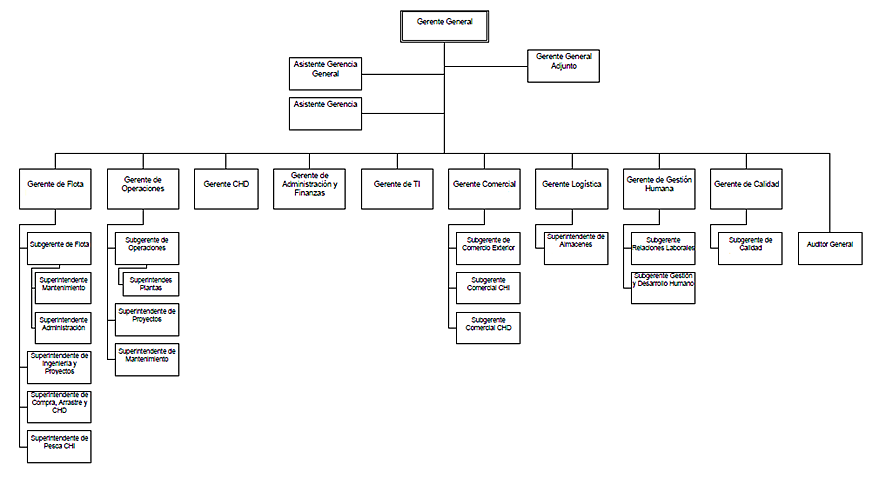 Gerente General
Gerente General
Adjunto
Asistente Gerencia
General
Asistente Gerencia
Gerente de Flota
Gerente de
Operaciones
Gerente CHD
Gerente de
Administración y
Finanzas
Gerente de TI
Gerente Comercial
Gerente Logística
Gerente de Gestión
Humana
Gerente de Calidad
Subgerente de Flota
Superintendente
Mantenimiento
Superintendente
Administración
Superintendente de
Ingeniería y
Proyectos
Superintendente de
Compra, Arrastre y
CHD
Superintendente de
Pesca CHI
Subgerente de
Operaciones
Superintendes
Plantas
Superintendente de
Proyectos
Superintendente de
Mantenimiento
Subgerente de
Comercio Exterior
Subgerente
Comercial CHI
Subgerente
Comercial CHD
Superintendente de
Almacenes
Subgerente
Relaciones Laborales
Subgerente Gestión
y Desarrollo Humano
Subgerente de
Calidad
Auditor General